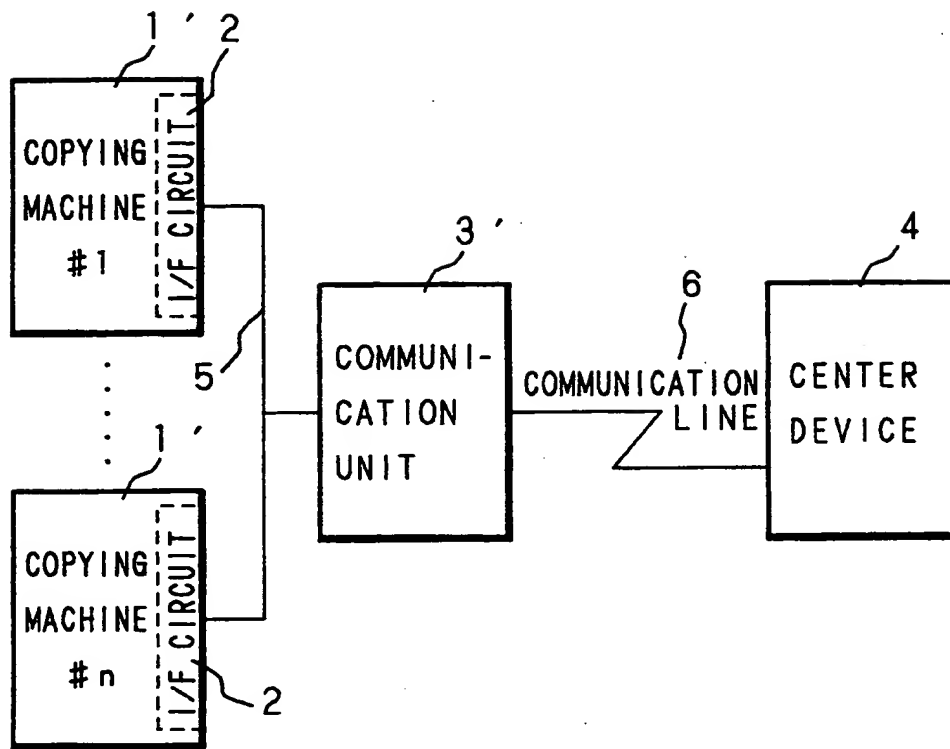 1'
2
COPYING
MACHINE
#1
I/F CIRCUIT
5
3'
COMMUNI-
CATION
UNIT
6
COMMUNICATION
LINE
4
CENTER
DEVICE
1'
COPYING
MACHINE
#n
I/F CIRCUIT
2